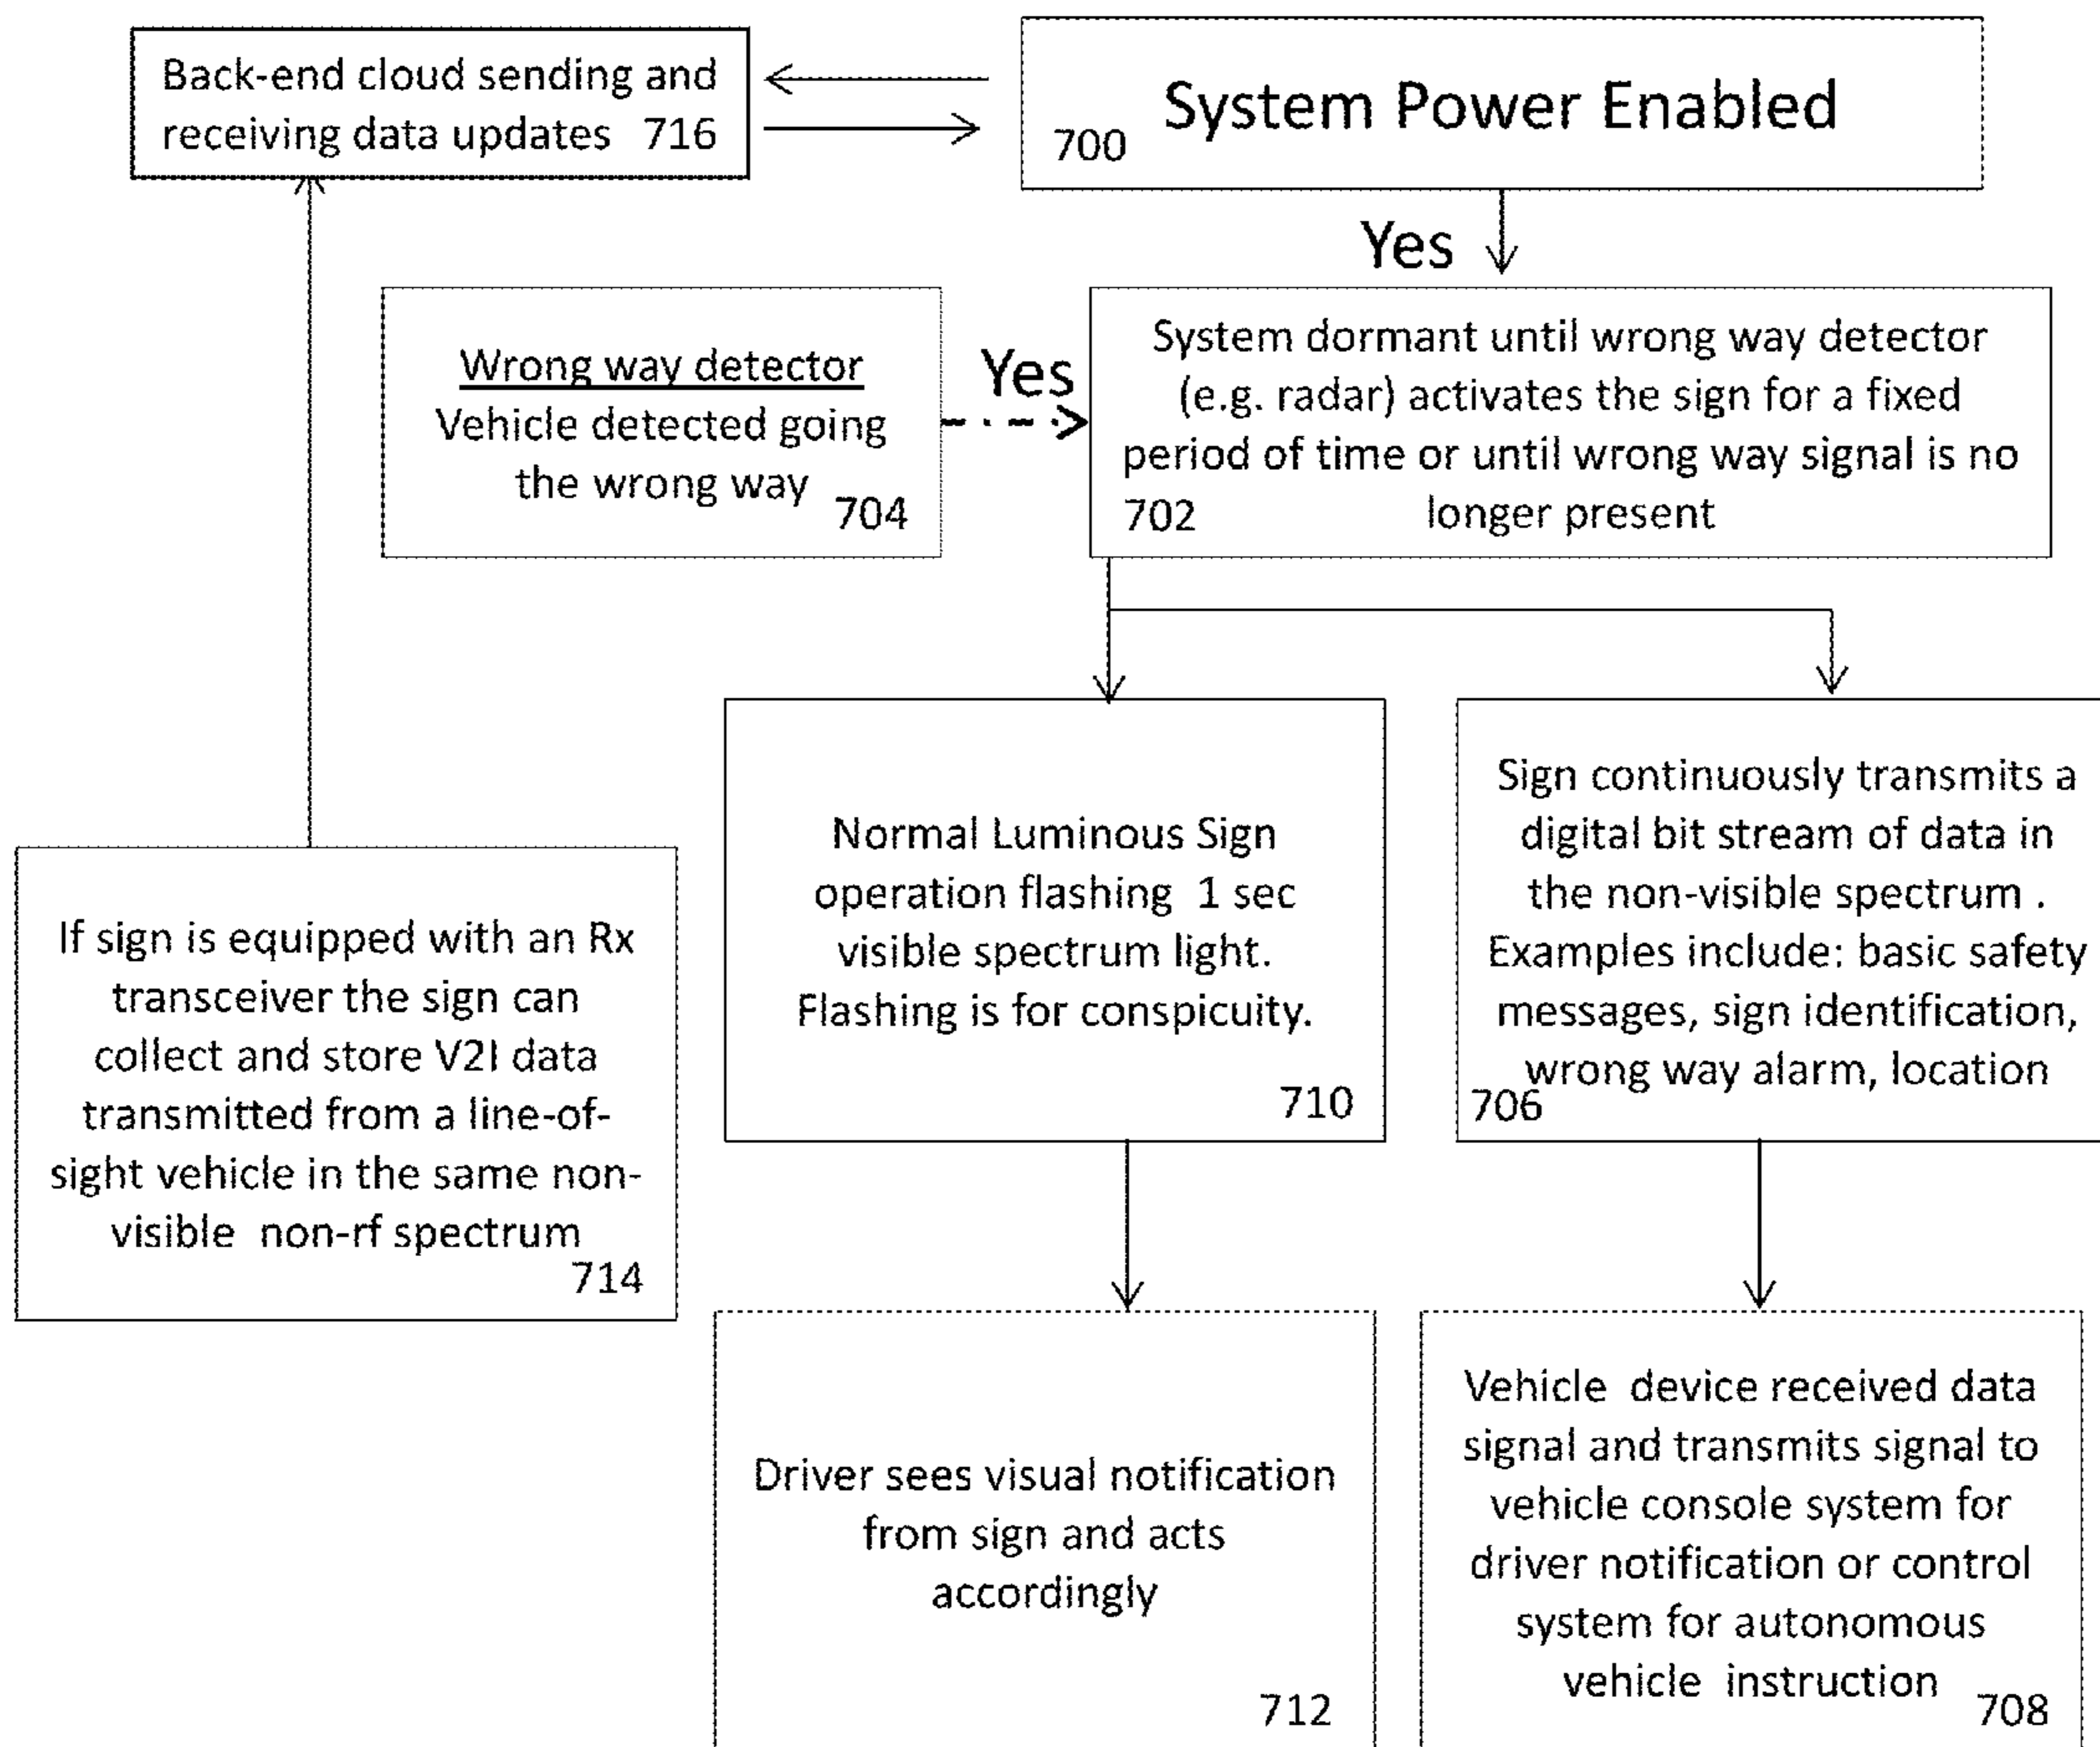 Back-end cloud sending and
receiving data updates 716
System Power Enabled
700
Yes
Wrong way detector
Vehicle detected going
the wrong way
704
Yes
System dormant until wrong way detector
(e.g. radar) activates the sign for a fixed
period of time or until wrong way signal is no
702 longer present
If sign is equipped with an Rx
transceiver the sign can
collect and store V2I data
transmitted from a line-of-
sight vehicle in the same non-
visible non-rf spectrum
714
Normal Luminous Sign
operation flashing 1 sec
visible spectrum light.
Flashing is for conspicuity.
710
Sign continuously transmits a
digital bit stream of data in
the non-visible spectrum .
Examples include: basic safety
messages, sign identification,
wrong way alarm, location
706
Driver sees visual notification
from sign and acts
accordingly
712
Vehicle device received data
signal and transmits signal to
vehicle console system for
driver notification or control
system for autonomous
vehicle instruction
708